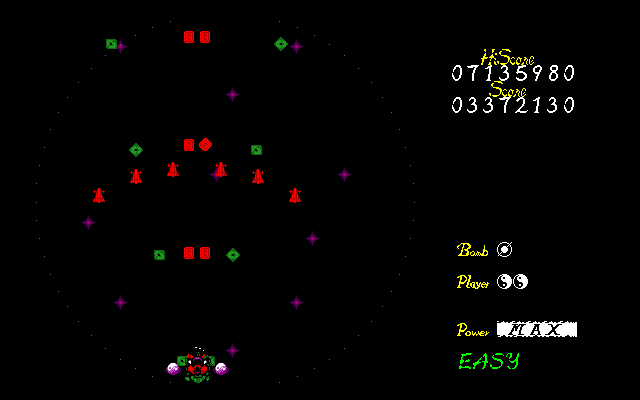 HiScore
07135980
Score
03372130
Bomb
Player
Power MAX
EASY